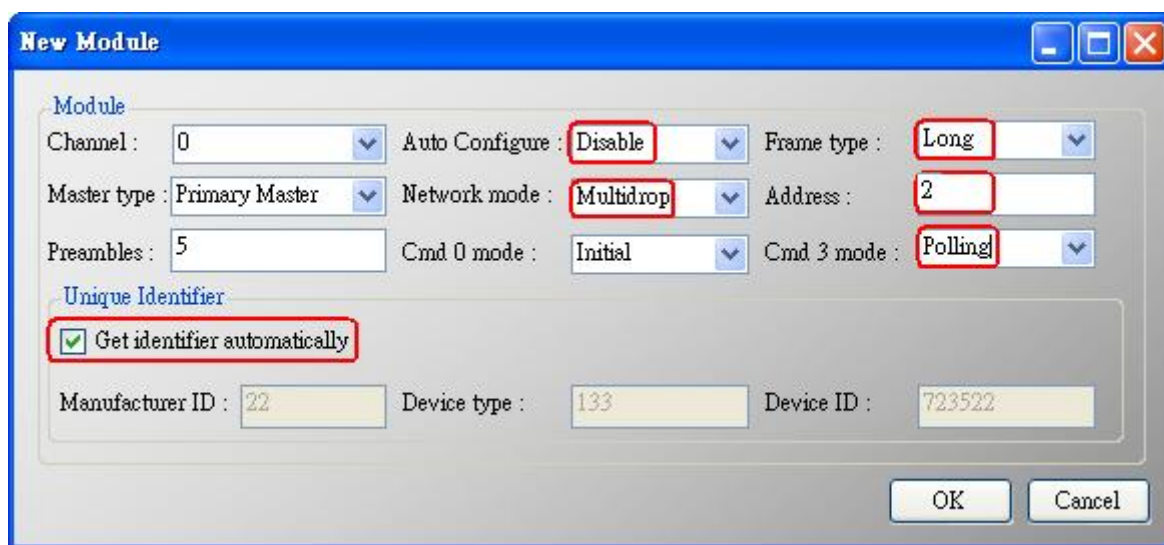 New Module
Module
Channel : 0 Auto Configure : Disable Frame type : Long
Master type : Primary Master Network mode : Multidrop Address : 2
Preambles : 5 Cmd 0 mode : Initial Cmd 3 mode : Polling
Unique Identifier
Get identifier automatically
Manufacturer ID : 22 Device type : 133 Device ID : 723522
OK Cancel